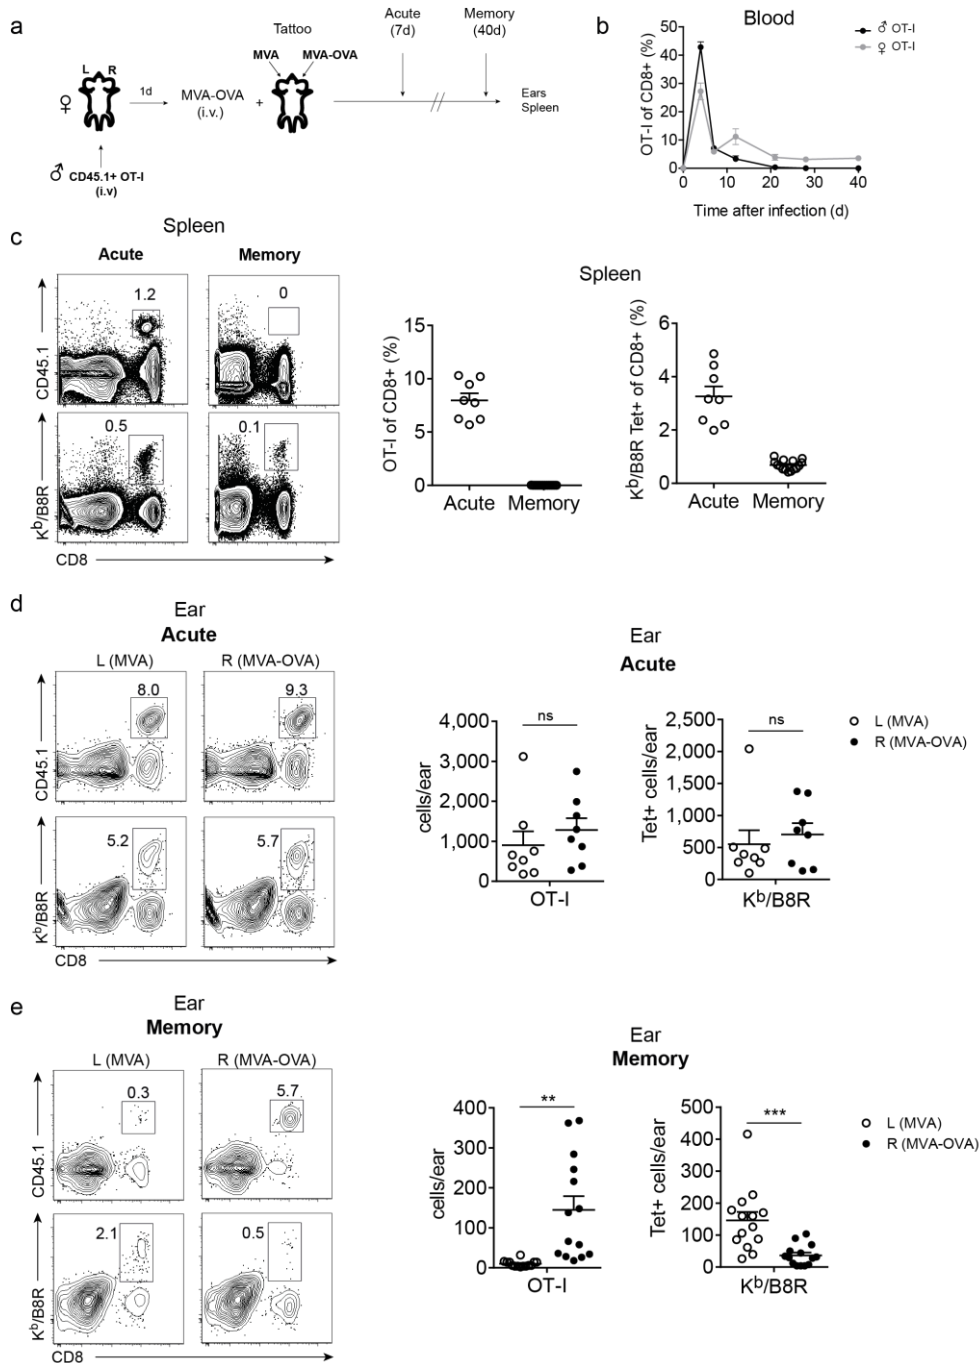 a
Tattoo
MVA MVA-OVA
Acute
(7d)
Memory
(40d)
♀
L R
1d
MVA-OVA
(i.v.)
+
Ears
Spleen
♂ CD45.1+ OT-I
(i.v)
b
Blood
♂ OT-I
♀ OT-I
OT-I of CD8+ (%)
50
40
30
20
10
0
0 10 20 30 40
Time after infection (d)
c
Spleen
Acute Memory
1.2 0
CD45.1
0.5 0.1
Kb/B8R
CD8
Spleen
OT-I of CD8+ (%)
15
10
5
0
Acute Memory
Kb/B8R Tet+ of CD8+ (%)
6
4
2
0
Acute Memory
d
Ear
Acute
L (MVA) R (MVA-OVA)
8.0 9.3
CD45.1
5.2 5.7
Kb/B8R
CD8
Ear
Acute
cells/ear
4,000
3,000
2,000
1,000
0
ns
OT-I
Tet+ cells/ear
2,500
2,000
1,500
1,000
500
0
ns
Kb/B8R
L (MVA)
R (MVA-OVA)
e
Ear
Memory
L (MVA) R (MVA-OVA)
0.3 5.7
CD45.1
2.1 0.5
Kb/B8R
CD8
Ear
Memory
cells/ear
400
300
200
100
0
**
OT-I
Tet+ cells/ear
500
400
300
200
100
0
***
Kb/B8R
L (MVA)
R (MVA-OVA)